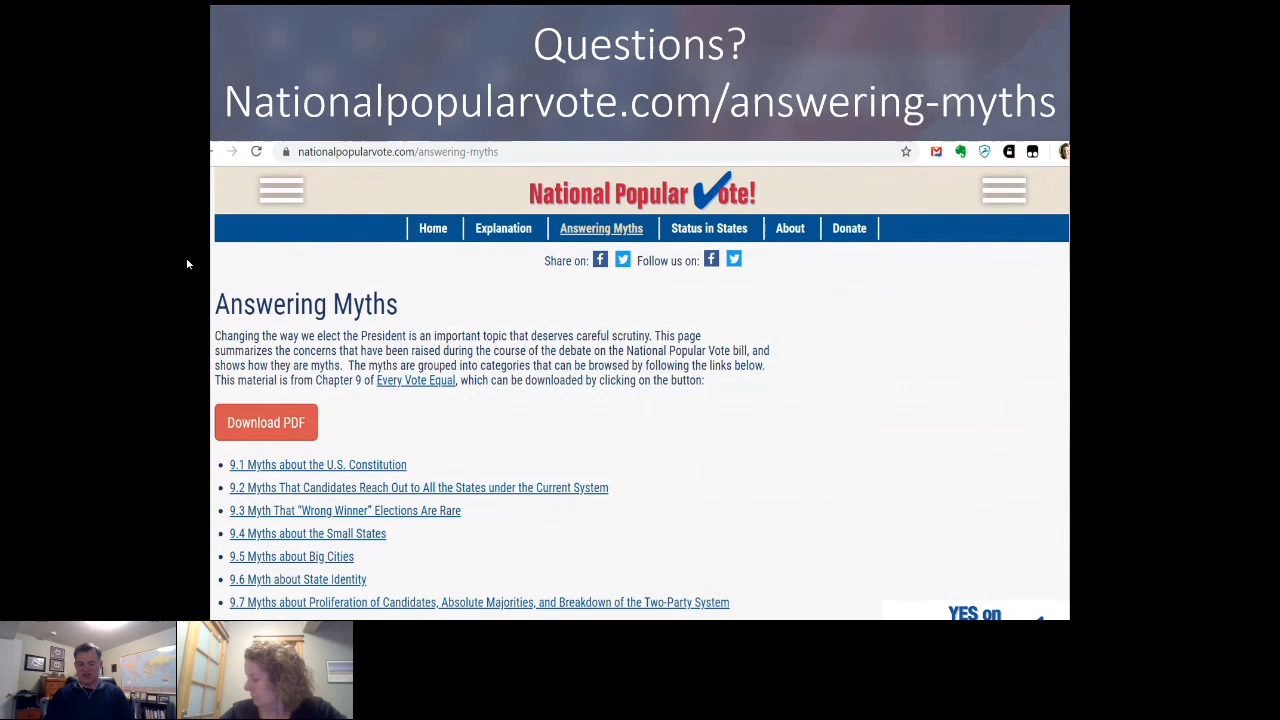 Questions?
Nationalpopularvote.com/answering-myths
nationalpopularvote.com/answering-myths
National Popular Vote!
Home Explanation Answering Myths Status in States About Donate
Share on: Follow us on:
Answering Myths
Changing the way we elect the President is an important topic that deserves careful scrutiny. This page
summarizes the concerns that have been raised during the course of the debate on the National Popular Vote bill, and
shows how they are myths. The myths are grouped into categories that can be browsed by following the links below.
This material is from Chapter 9 of Every Vote Equal, which can be downloaded by clicking on the button:
Download PDF
9.1 Myths about the U.S. Constitution
9.2 Myths That Candidates Reach Out to All the States under the Current System
9.3 Myth That “Wrong Winner” Elections Are Rare
9.4 Myths about the Small States
9.5 Myths about Big Cities
9.6 Myth about State Identity
9.7 Myths about Proliferation of Candidates, Absolute Majorities, and Breakdown of the Two-Party System
YES on